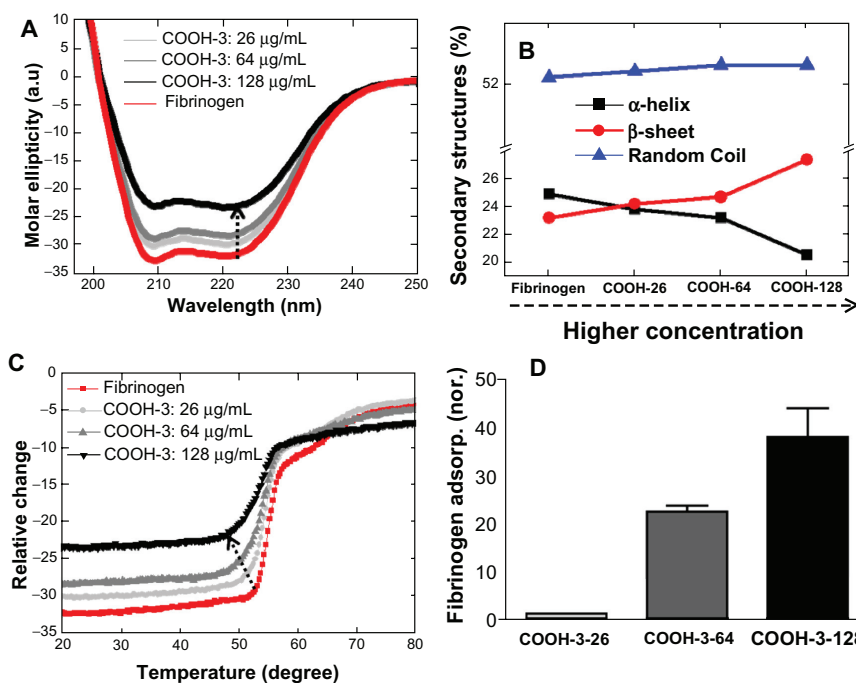 A
Molar ellipticity (a.u)
10
5
0
−5
−10
−15
−20
−25
−30
−35
COOH-3: 26 μg/mL
COOH-3: 64 μg/mL
COOH-3: 128 μg/mL
Fibrinogen
200 210 220 230 240 250
Wavelength (nm)
B
Secondary structures (%)
52
26
24
22
20
α-helix
β-sheet
Random Coil
Fibrinogen COOH-26 COOH-64 COOH-128
Higher concentration
C
Relative change
0
−5
−10
−15
−20
−25
−30
−35
Fibrinogen
COOH-3: 26 μg/mL
COOH-3: 64 μg/mL
COOH-3: 128 μg/mL
20 30 40 50 60 70 80
Temperature (degree)
D
Fibrinogen adsorp. (nor.)
50
40
30
20
10
0
COOH-3-26 COOH-3-64 COOH-3-128